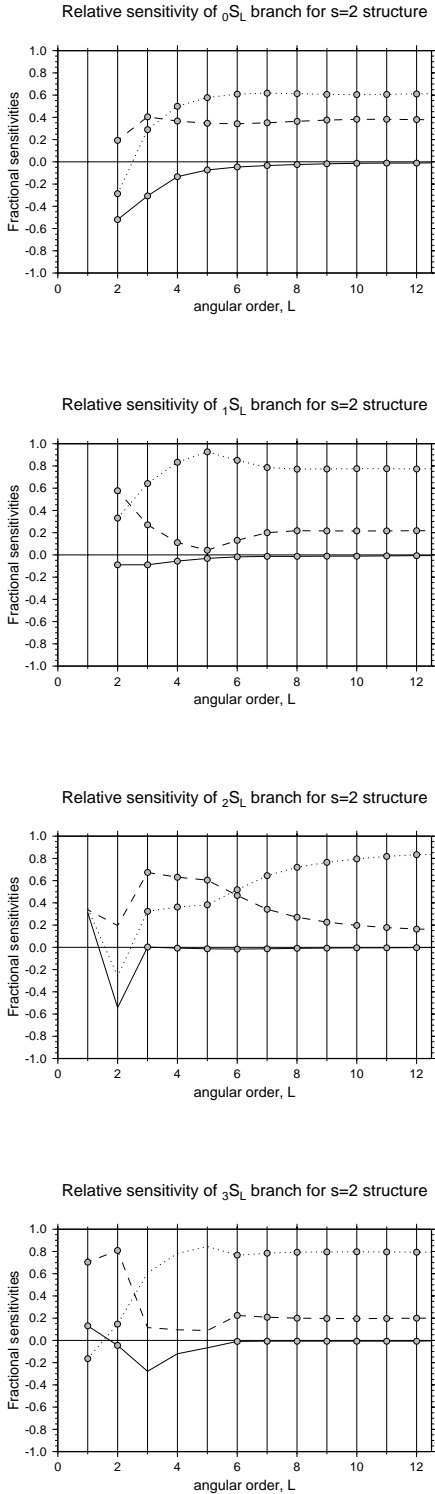 Relative sensitivity of ₀S_L branch for s=2 structure
1.0
0.8
0.6
0.4
0.2
0.0
-0.2
-0.4
-0.6
-0.8
-1.0
Fractional sensitivities
0 2 4 6 8 10 12
angular order, L
Relative sensitivity of ₁S_L branch for s=2 structure
1.0
0.8
0.6
0.4
0.2
0.0
-0.2
-0.4
-0.6
-0.8
-1.0
Fractional sensitivities
0 2 4 6 8 10 12
angular order, L
Relative sensitivity of ₂S_L branch for s=2 structure
1.0
0.8
0.6
0.4
0.2
0.0
-0.2
-0.4
-0.6
-0.8
-1.0
Fractional sensitivities
0 2 4 6 8 10 12
angular order, L
Relative sensitivity of ₃S_L branch for s=2 structure
1.0
0.8
0.6
0.4
0.2
0.0
-0.2
-0.4
-0.6
-0.8
-1.0
Fractional sensitivities
0 2 4 6 8 10 12
angular order, L